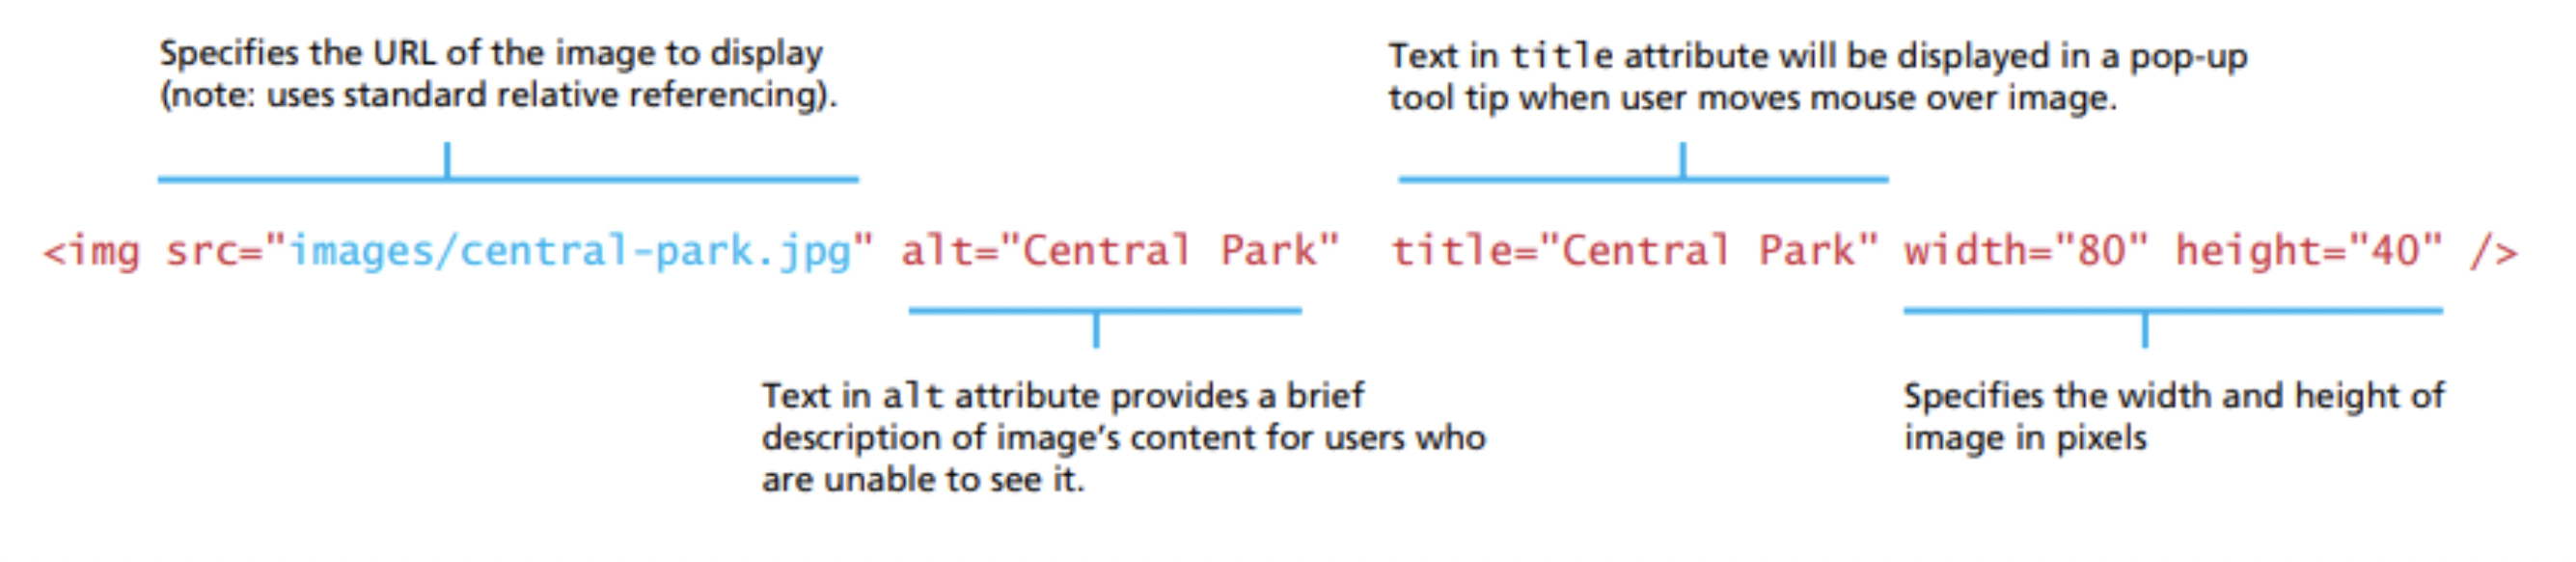 Specifies the URL of the image to display
(note: uses standard relative referencing).
Text in title attribute will be displayed in a pop-up
tool tip when user moves mouse over image.
<img src="images/central-park.jpg" alt="Central Park"  title="Central Park" width="80" height="40" />
Text in alt attribute provides a brief
description of image's content for users who
are unable to see it.
Specifies the width and height of
image in pixels